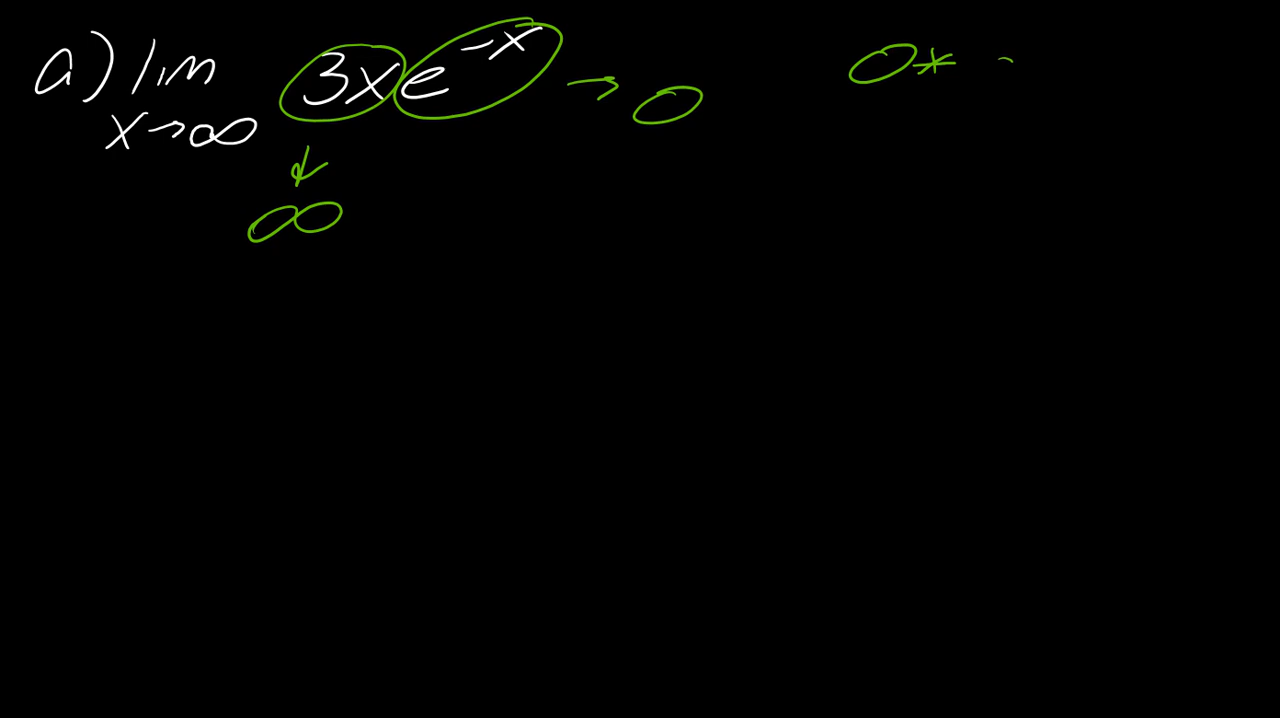 a) lim 3xe^{-x} → 0 0*
x→∞
↓
∞